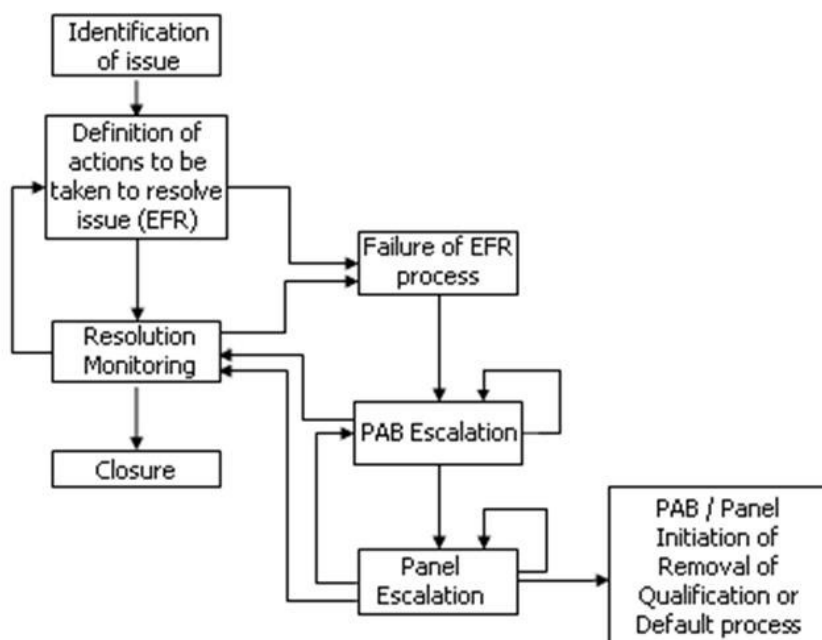 Identification
of issue
Definition of
actions to be
taken to resolve
issue (EFR)
Failure of EFR
process
Resolution
Monitoring
PAB Escalation
Closure
Panel
Escalation
PAB / Panel
Initiation of
Removal of
Qualification or
Default process